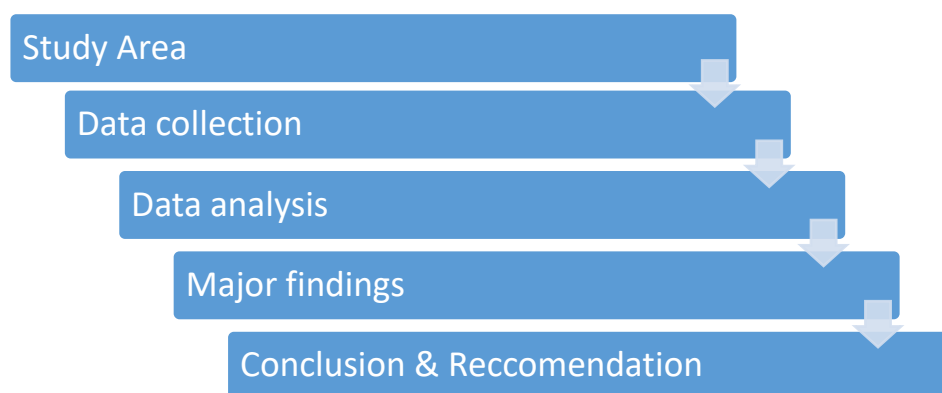 Study Area
Data collection
Data analysis
Major findings
Conclusion & Reccomendation